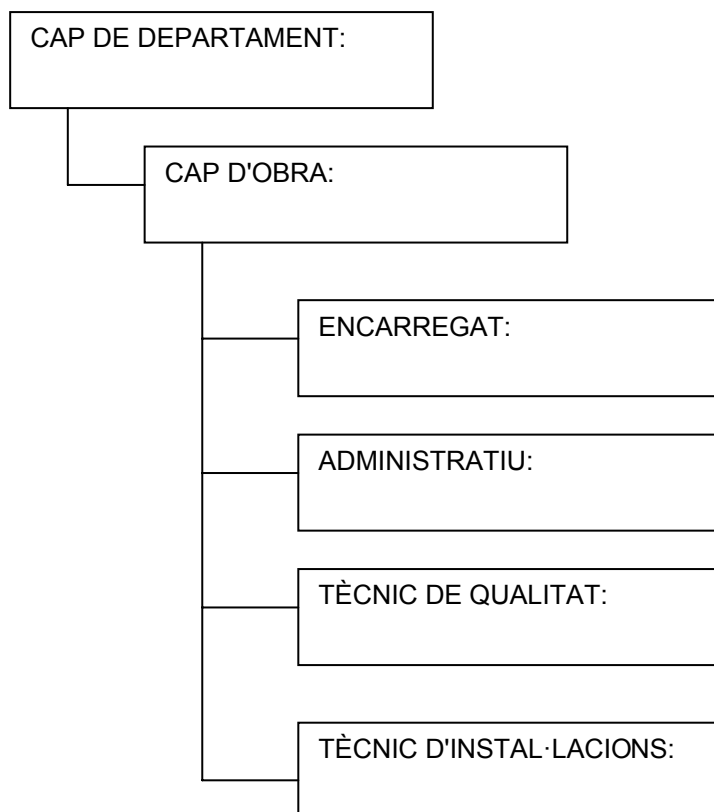 CAP DE DEPARTAMENT:
CAP D'OBRA:
ENCARREGAT:
ADMINISTRATIU:
TÈCNIC DE QUALITAT:
TÈCNIC D'INSTAL·LACIONS: